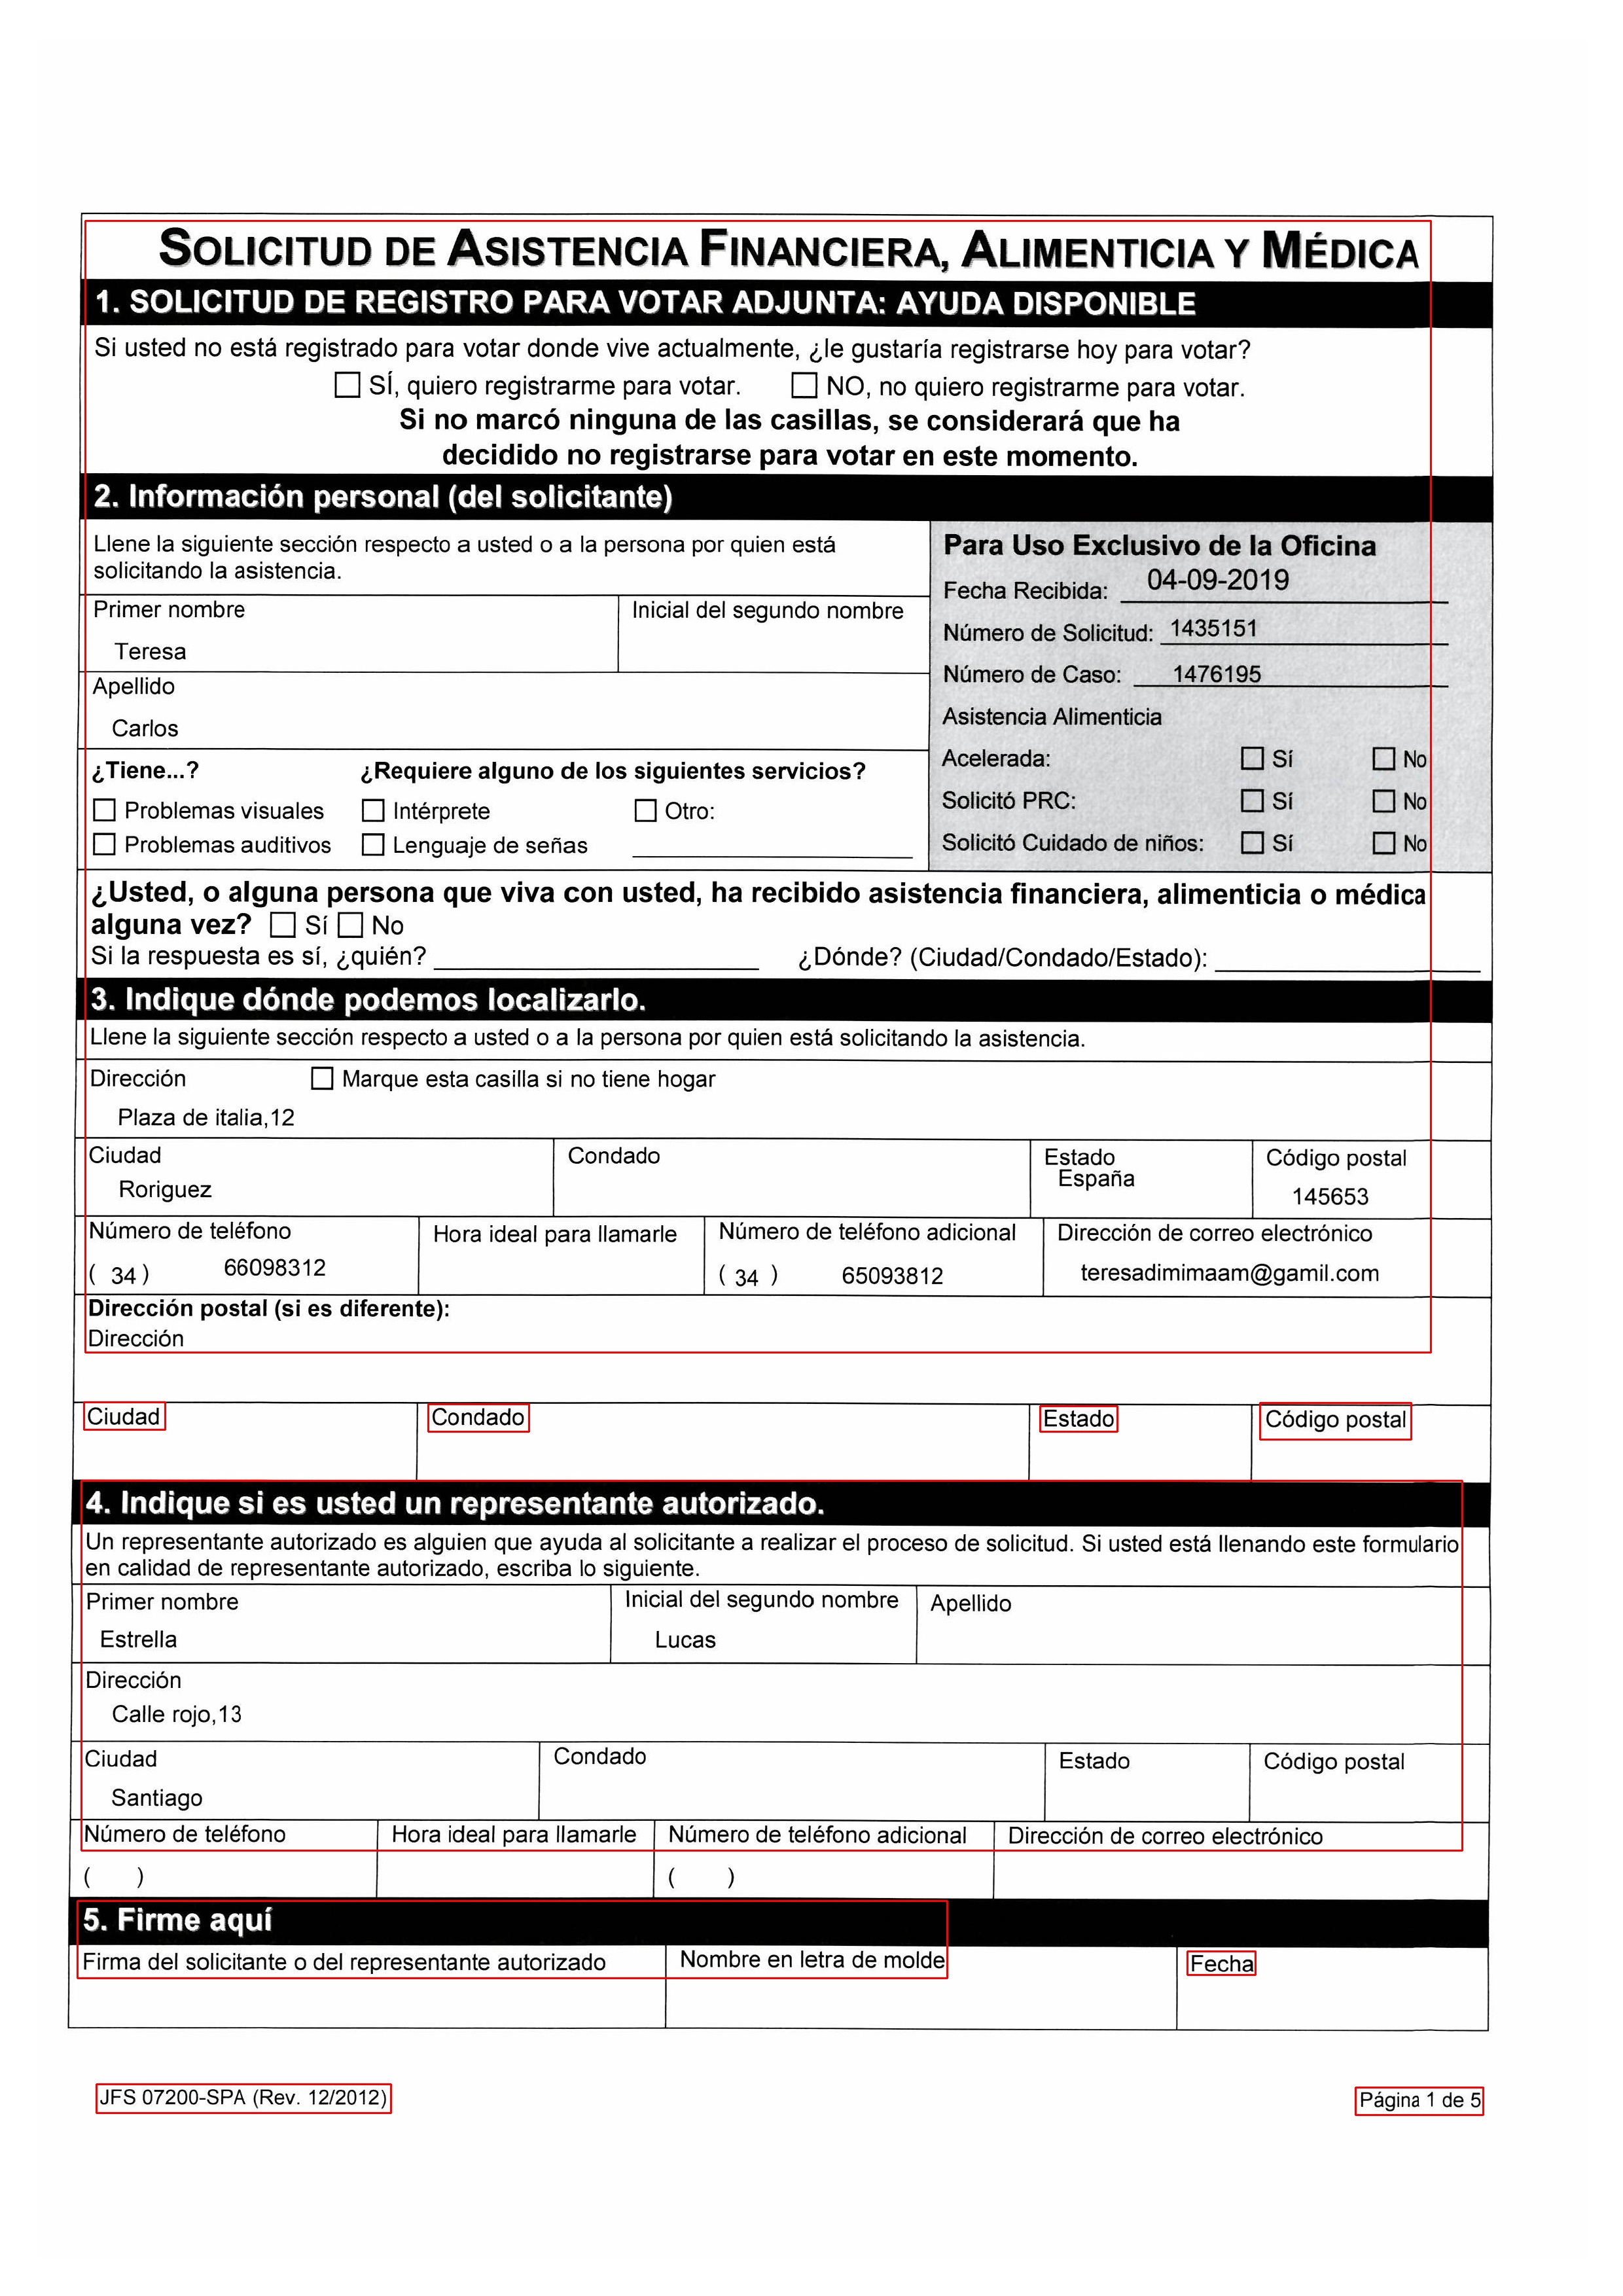 SOLICITUD DE ASISTENCIA FINANCIERA, ALIMENTICIA Y MÉDICA
1. SOLICITUD DE REGISTRO PARA VOTAR ADJUNTA: AYUDA DISPONIBLE
Si usted no está registrado para votar donde vive actualmente, ¿le gustaría registrarse hoy para votar?
☐ SÍ, quiero registrarme para votar. ☐ NO, no quiero registrarme para votar.
Si no marcó ninguna de las casillas, se considerará que ha
decidido no registrarse para votar en este momento.
2. Información personal (del solicitante)
Llene la siguiente sección respecto a usted o a la persona por quien está
solicitando la asistencia.
Primer nombre Inicial del segundo nombre
Teresa
Apellido
Carlos
¿Tiene...? ¿Requiere alguno de los siguientes servicios?
☐ Problemas visuales ☐ Intérprete ☐ Otro:
☐ Problemas auditivos ☐ Lenguaje de señas
Para Uso Exclusivo de la Oficina
Fecha Recibida: 04-09-2019
Número de Solicitud: 1435151
Número de Caso: 1476195
Asistencia Alimenticia
Acelerada: ☐ Sí ☐ No
Solicitó PRC: ☐ Sí ☐ No
Solicitó Cuidado de niños: ☐ Sí ☐ No
¿Usted, o alguna persona que viva con usted, ha recibido asistencia financiera, alimenticia o médica
alguna vez? ☐ Sí ☐ No
Si la respuesta es sí, ¿quién? ¿Dónde? (Ciudad/Condado/Estado):
3. Indique dónde podemos localizarlo.
Llene la siguiente sección respecto a usted o a la persona por quien está solicitando la asistencia.
Dirección ☐ Marque esta casilla si no tiene hogar
Plaza de italia,12
Ciudad Condado Estado Código postal
Roriguez España 145653
Número de teléfono Hora ideal para llamarle Número de teléfono adicional Dirección de correo electrónico
( 34 ) 66098312 ( 34 ) 65093812 teresadimimaam@gamil.com
Dirección postal (si es diferente):
Dirección
Ciudad Condado Estado Código postal
4. Indique si es usted un representante autorizado.
Un representante autorizado es alguien que ayuda al solicitante a realizar el proceso de solicitud. Si usted está llenando este formulario
en calidad de representante autorizado, escriba lo siguiente.
Primer nombre Inicial del segundo nombre Apellido
Estrella Lucas
Dirección
Calle rojo,13
Ciudad Condado Estado Código postal
Santiago
Número de teléfono Hora ideal para llamarle Número de teléfono adicional Dirección de correo electrónico
( ) ( )
5. Firme aquí
Firma del solicitante o del representante autorizado Nombre en letra de molde Fecha
JFS 07200-SPA (Rev. 12/2012) Página 1 de 5